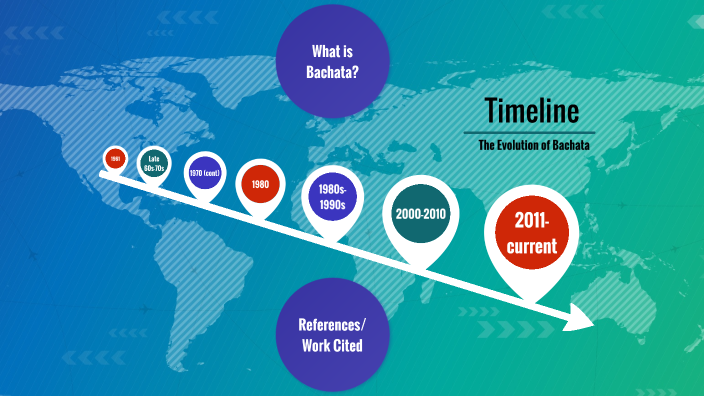 What is
Bachata?
Timeline
The Evolution of Bachata
1961
Late
60s-70s
1970 (cont)
1980
1980s-
1990s
2000-2010
2011-
current
References/
Work Cited